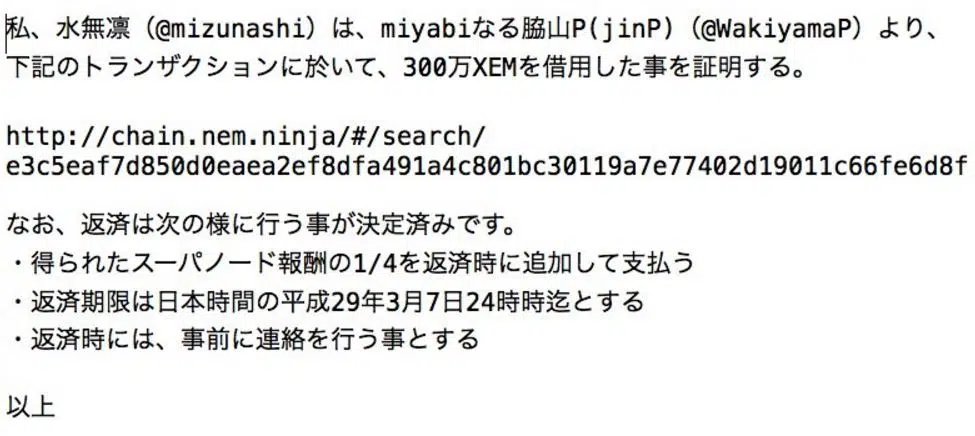 私、水無凛（@mizunashi）は、miyabiなる脇山P(jinP)（@WakiyamaP）より、
下記のトランザクションに於いて、300万XEMを借用した事を証明する。
http://chain.nem.ninja/#/search/
e3c5eaf7d850d0eaea2ef8dfa491a4c801bc30119a7e77402d19011c66fe6d8f
なお、返済は次の様に行う事が決定済みです。
・得られたスーパノード報酬の1/4を返済時に追加して支払う
・返済期限は日本時間の平成29年3月7日24時時迄とする
・返済時には、事前に連絡を行う事とする
以上